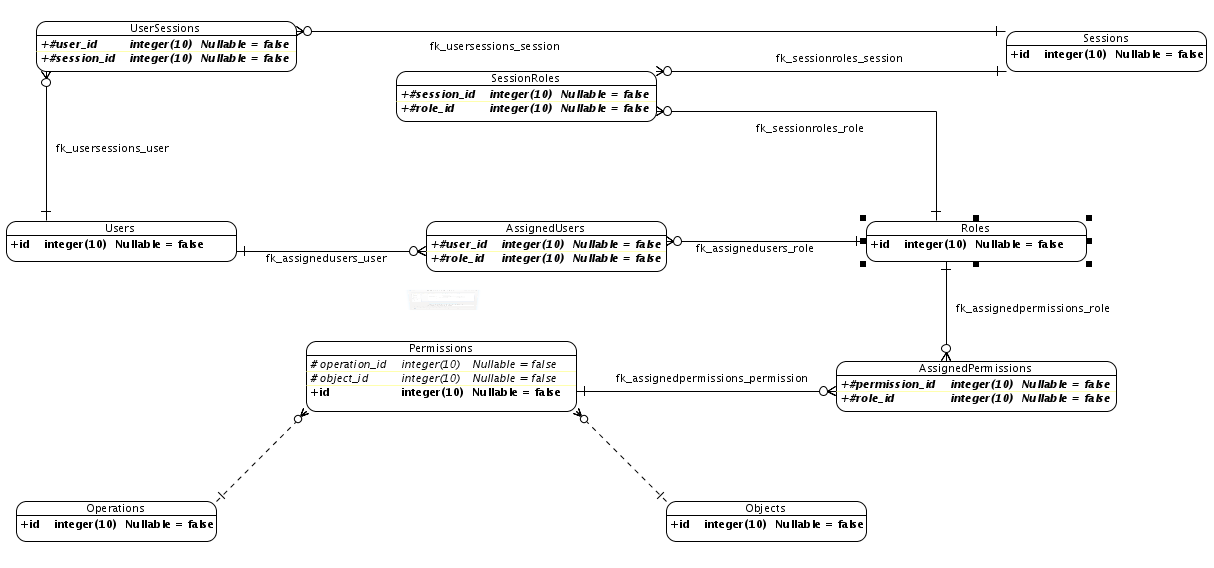 UserSessions
+#user_id integer(10) Nullable = false
+#session_id integer(10) Nullable = false
fk_usersessions_session
Sessions
+id integer(10) Nullable = false
fk_sessionroles_session
SessionRoles
+#session_id integer(10) Nullable = false
+#role_id integer(10) Nullable = false
fk_sessionroles_role
fk_usersessions_user
Users
+id integer(10) Nullable = false
fk_assignedusers_user
AssignedUsers
+#user_id integer(10) Nullable = false
+#role_id integer(10) Nullable = false
fk_assignedusers_role
Roles
+id integer(10) Nullable = false
fk_assignedpermissions_role
Permissions
# operation_id integer(10) Nullable = false
# object_id integer(10) Nullable = false
+id integer(10) Nullable = false
fk_assignedpermissions_permission
AssignedPermissions
+#permission_id integer(10) Nullable = false
+#role_id integer(10) Nullable = false
Operations
+id integer(10) Nullable = false
Objects
+id integer(10) Nullable = false